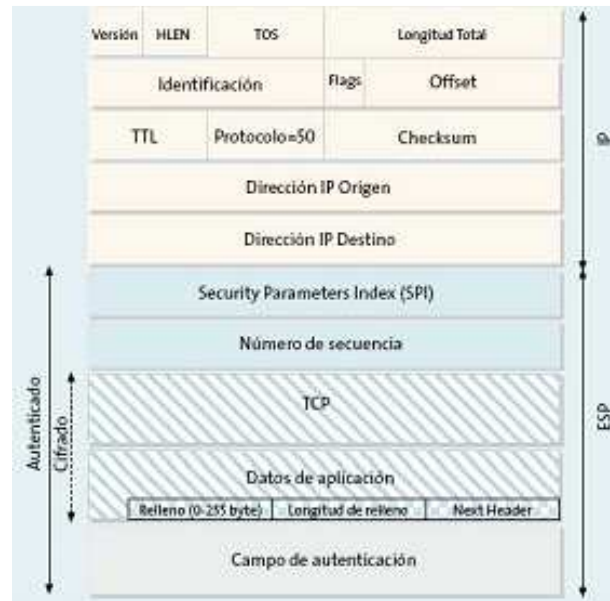 Versión HLEN TOS Longitud Total
Identificación Flags Offset
TTL Protocolo=50 Checksum
Dirección IP Origen
Dirección IP Destino
IP
Security Parameters Index (SPI)
Número de secuencia
TCP
Datos de aplicación
Relleno (0-255 byte) Longitud de relleno Next Header
Campo de autenticación
Autenticado
Cifrado
ESP